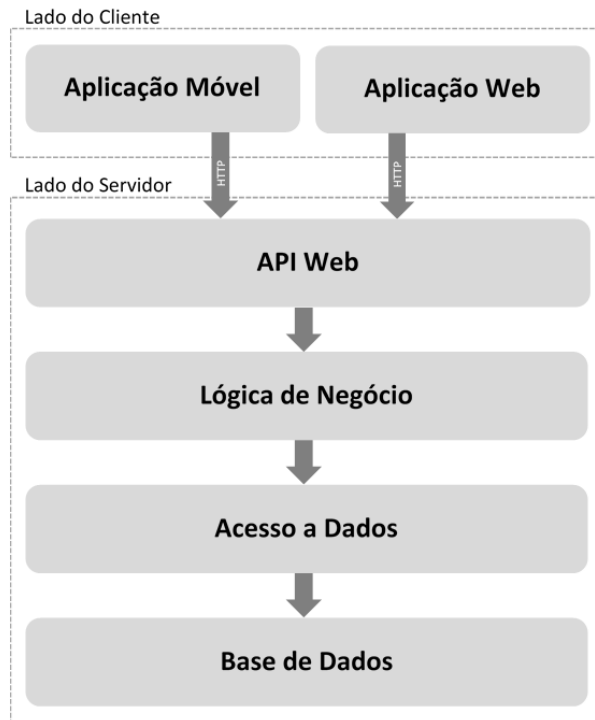 Lado do Cliente
Aplicação Móvel
Aplicação Web
HTTP
HTTP
Lado do Servidor
API Web
Lógica de Negócio
Acesso a Dados
Base de Dados